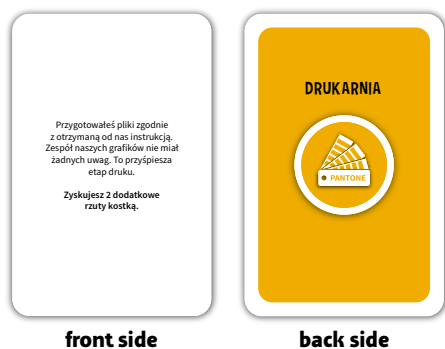 Przygotowałeś pliki zgodnie
z otrzymaną od nas instrukcją.
Zespół naszych grafików nie miał
żadnych uwag. To przyśpiesza
etap druku.
Zyskujesz 2 dodatkowe
rzuty kostką.
front side
DRUKARNIA
PANTONE
back side